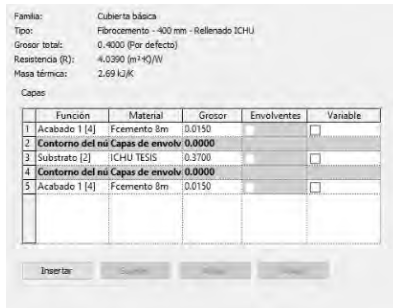 Familia: Cubierta básica
Tipo: Fibrocemento - 400 mm - Rellenado ICHU
Grosor total: 0.4000 (Por defecto)
Resistencia (R): 4.0390 (m²·K)/W
Masa térmica: 2.69 kJ/K
Capas
Función Material Grosor Envolventes Variable
1 Acabado 1 [4] Fcemento 8m 0.0150
2 Contorno del nú Capas de envolv 0.0000
3 Substrato [2] ICHU TESIS 0.3700
4 Contorno del nú Capas de envolv 0.0000
5 Acabado 1 [4] Fcemento 8m 0.0150
Insertar